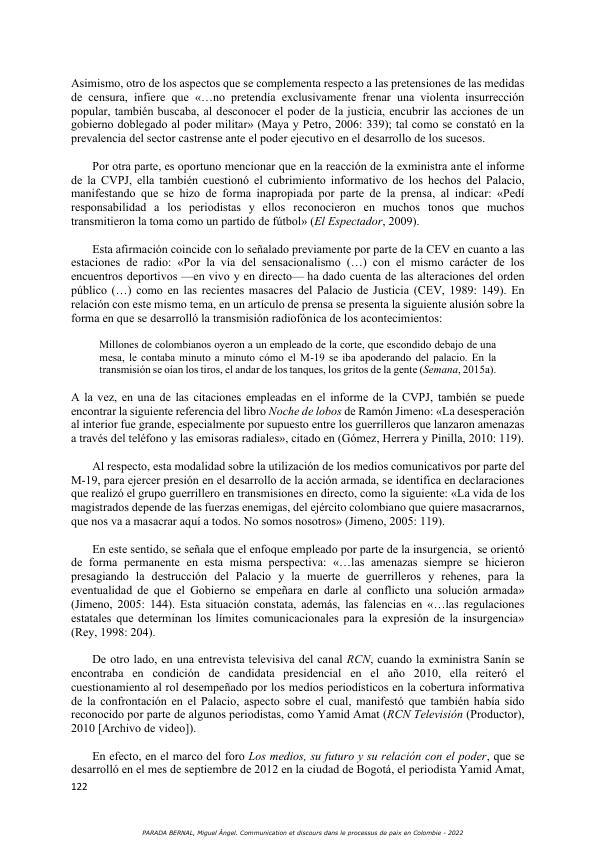 Asimismo, otro de los aspectos que se complementa respecto a las pretensiones de las medidas
de censura, infiere que «…no pretendía exclusivamente frenar una violenta insurrección
popular, también buscaba, al desconocer el poder de la justicia, encubrir las acciones de un
gobierno doblegado al poder militar» (Maya y Petro, 2006: 339); tal como se constató en la
prevalencia del sector castrense ante el poder ejecutivo en el desarrollo de los sucesos.
Por otra parte, es oportuno mencionar que en la reacción de la exministra ante el informe
de la CVPJ, ella también cuestionó el cubrimiento informativo de los hechos del Palacio,
manifestando que se hizo de forma inapropiada por parte de la prensa, al indicar: «Pedí
responsabilidad a los periodistas y ellos reconocieron en muchos tonos que muchos
transmitieron la toma como un partido de fútbol» (El Espectador, 2009).
Esta afirmación coincide con lo señalado previamente por parte de la CEV en cuanto a las
estaciones de radio: «Por la vía del sensacionalismo (…) con el mismo carácter de los
encuentros deportivos —en vivo y en directo— ha dado cuenta de las alteraciones del orden
público (…) como en las recientes masacres del Palacio de Justicia (CEV, 1989: 149). En
relación con este mismo tema, en un artículo de prensa se presenta la siguiente alusión sobre la
forma en que se desarrolló la transmisión radiofónica de los acontecimientos:
Millones de colombianos oyeron a un empleado de la corte, que escondido debajo de una
mesa, le contaba minuto a minuto cómo el M-19 se iba apoderando del palacio. En la
transmisión se oían los tiros, el andar de los tanques, los gritos de la gente (Semana, 2015a).
A la vez, en una de las citaciones empleadas en el informe de la CVPJ, también se puede
encontrar la siguiente referencia del libro Noche de lobos de Ramón Jimeno: «La desesperación
al interior fue grande, especialmente por supuesto entre los guerrilleros que lanzaron amenazas
a través del teléfono y las emisoras radiales», citado en (Gómez, Herrera y Pinilla, 2010: 119).
Al respecto, esta modalidad sobre la utilización de los medios comunicativos por parte del
M-19, para ejercer presión en el desarrollo de la acción armada, se identifica en declaraciones
que realizó el grupo guerrillero en transmisiones en directo, como la siguiente: «La vida de los
magistrados depende de las fuerzas enemigas, del ejército colombiano que quiere masacrarnos,
que nos va a masacrar aquí a todos. No somos nosotros» (Jimeno, 2005: 119).
En este sentido, se señala que el enfoque empleado por parte de la insurgencia, se orientó
de forma permanente en esta misma perspectiva: «…las amenazas siempre se hicieron
presagiando la destrucción del Palacio y la muerte de guerrilleros y rehenes, para la
eventualidad de que el Gobierno se empeñara en darle al conflicto una solución armada»
(Jimeno, 2005: 144). Esta situación constata, además, las falencias en «…las regulaciones
estatales que determinan los límites comunicacionales para la expresión de la insurgencia»
(Rey, 1998: 204).
De otro lado, en una entrevista televisiva del canal RCN, cuando la exministra Sanín se
encontraba en condición de candidata presidencial en el año 2010, ella reiteró el
cuestionamiento al rol desempeñado por los medios periodísticos en la cobertura informativa
de la confrontación en el Palacio, aspecto sobre el cual, manifestó que también había sido
reconocido por parte de algunos periodistas, como Yamid Amat (RCN Televisión (Productor),
2010 [Archivo de video]).
En efecto, en el marco del foro Los medios, su futuro y su relación con el poder, que se
desarrolló en el mes de septiembre de 2012 en la ciudad de Bogotá, el periodista Yamid Amat,
122
PARADA BERNAL, Miguel Ángel. Communication et discours dans le processus de paix en Colombie - 2022